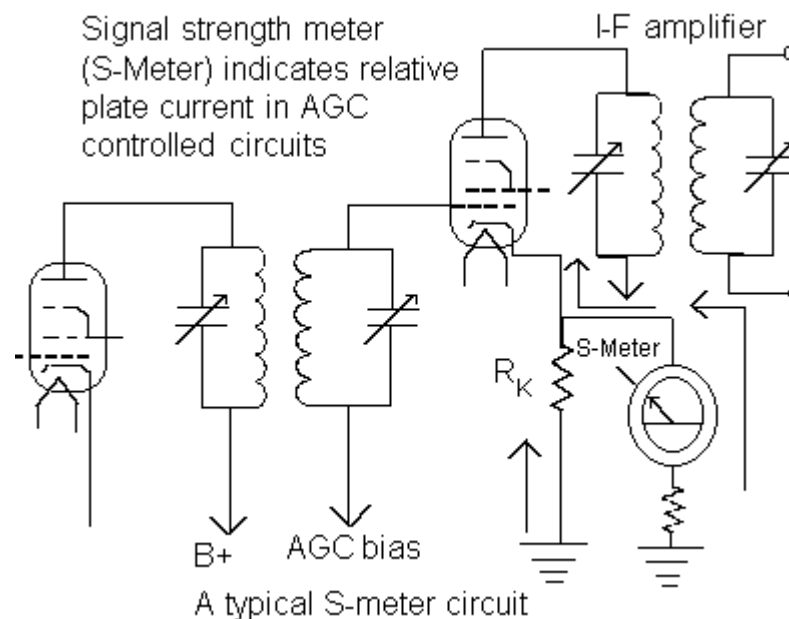 Signal strength meter
(S-Meter) indicates relative
plate current in AGC
controlled circuits
I-F amplifier
S-Meter
RK
B+
AGC bias
A typical S-meter circuit